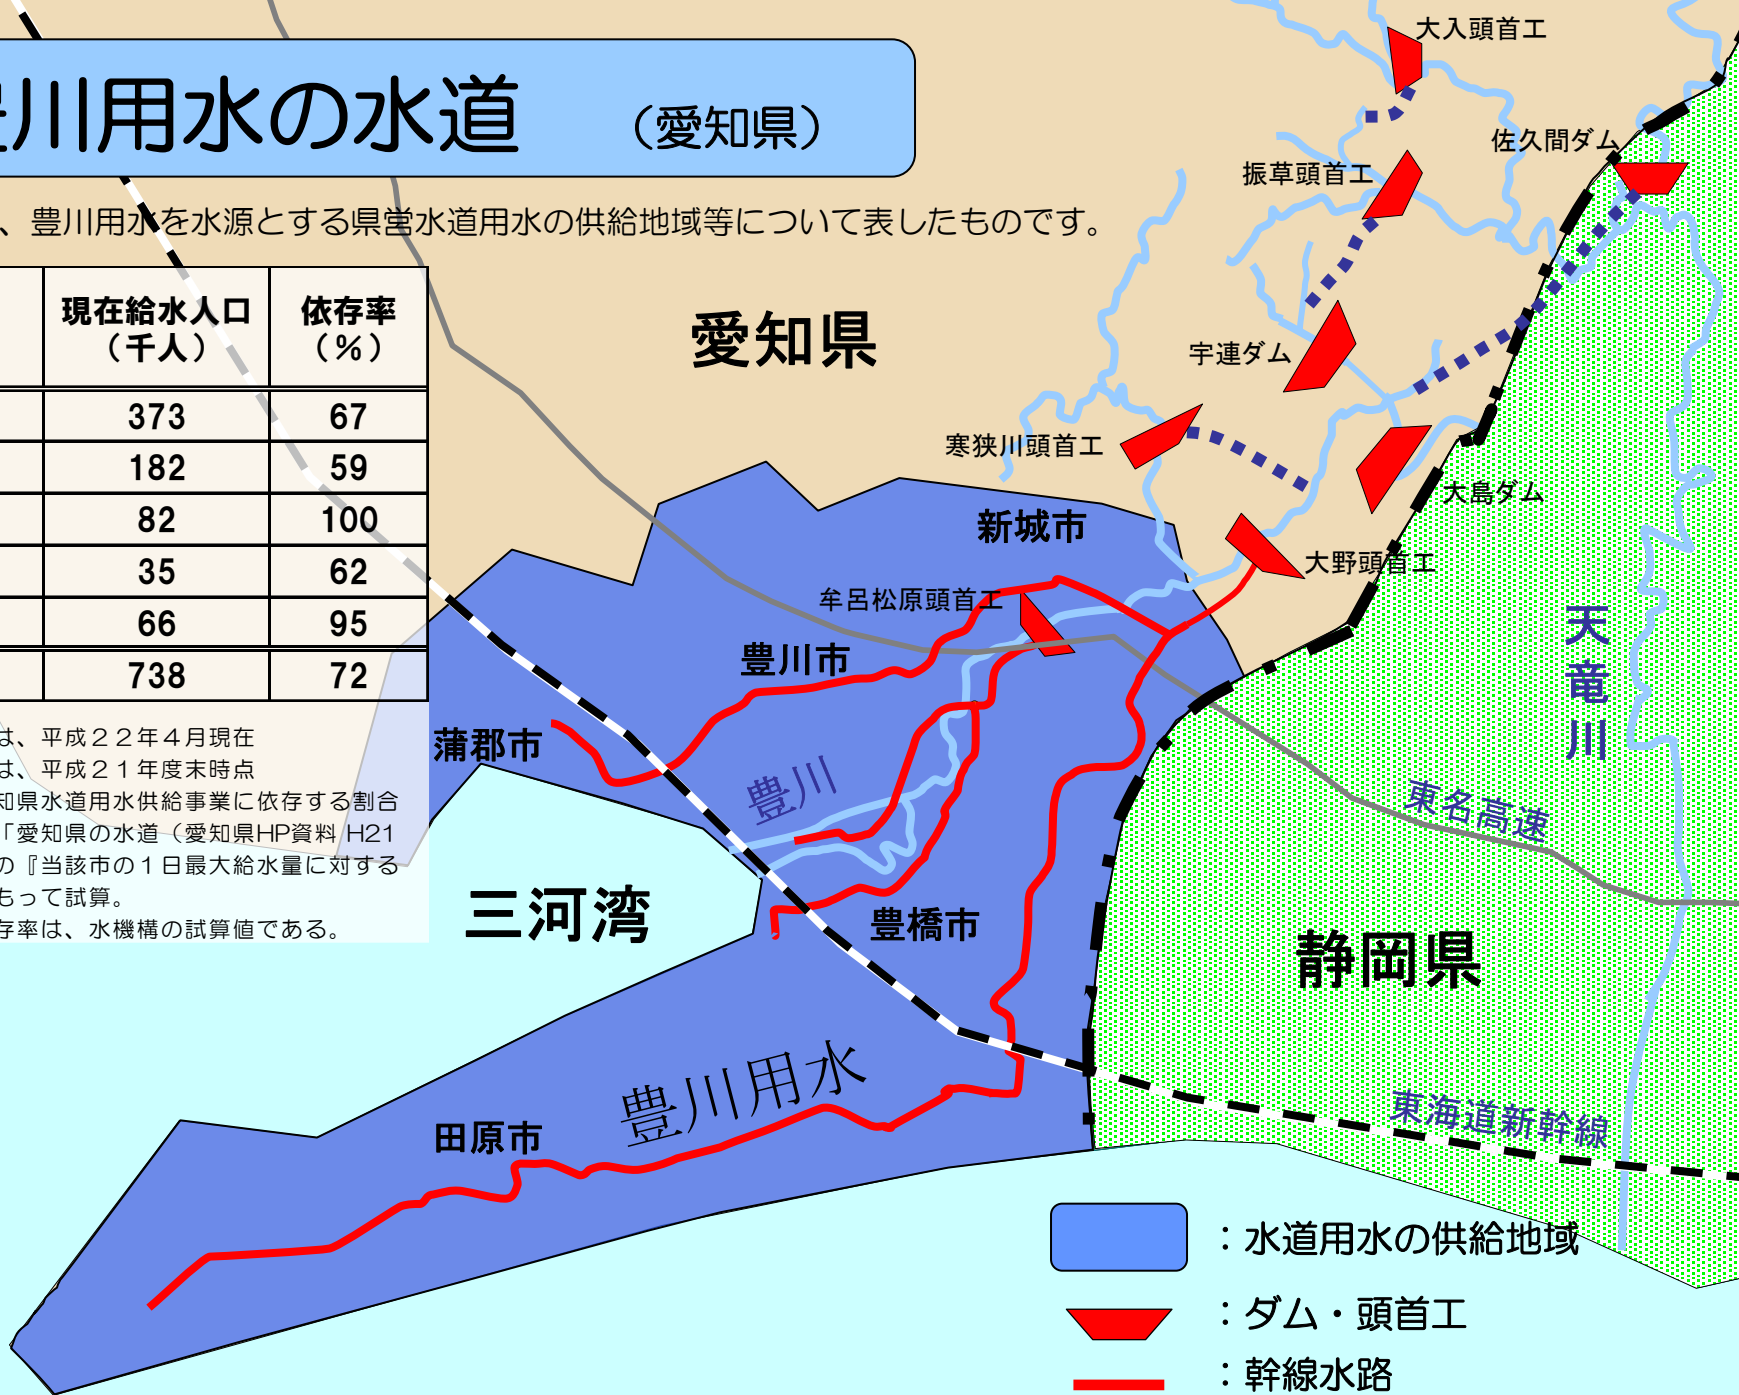 豊川用水の水道 （愛知県）
、豊川用水を水源とする県営水道用水の供給地域等について表したものです。
現在給水人口
（千人）
依存率
（％）
373 67
182 59
82 100
35 62
66 95
738 72
は、平成２２年４月現在
は、平成２１年度末時点
知県水道用水供給事業に依存する割合
「愛知県の水道（愛知県HP資料 H21
の『当該市の１日最大給水量に対する
もって試算。
存率は、水機構の試算値である。
大入頭首工
佐久間ダム
振草頭首工
愛知県
宇連ダム
寒狭川頭首工
大島ダム
新城市
大野頭首工
牟呂松原頭首工
天竜川
豊川市
蒲郡市
豊川
東名高速
三河湾
豊橋市
静岡県
豊川用水
田原市
東海道新幹線
：水道用水の供給地域
：ダム・頭首工
：幹線水路